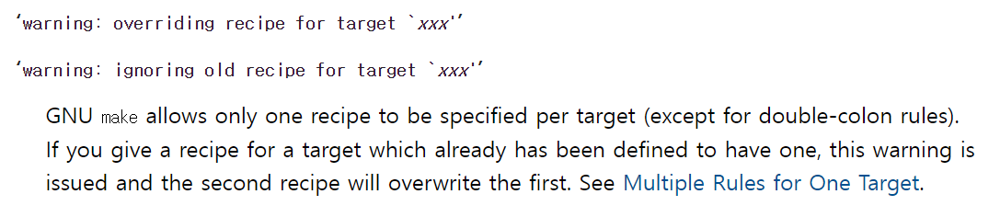 ‘warning: overriding recipe for target `xxx'’
‘warning: ignoring old recipe for target `xxx'’
GNU make allows only one recipe to be specified per target (except for double-colon rules).
If you give a recipe for a target which already has been defined to have one, this warning is
issued and the second recipe will overwrite the first. See Multiple Rules for One Target.